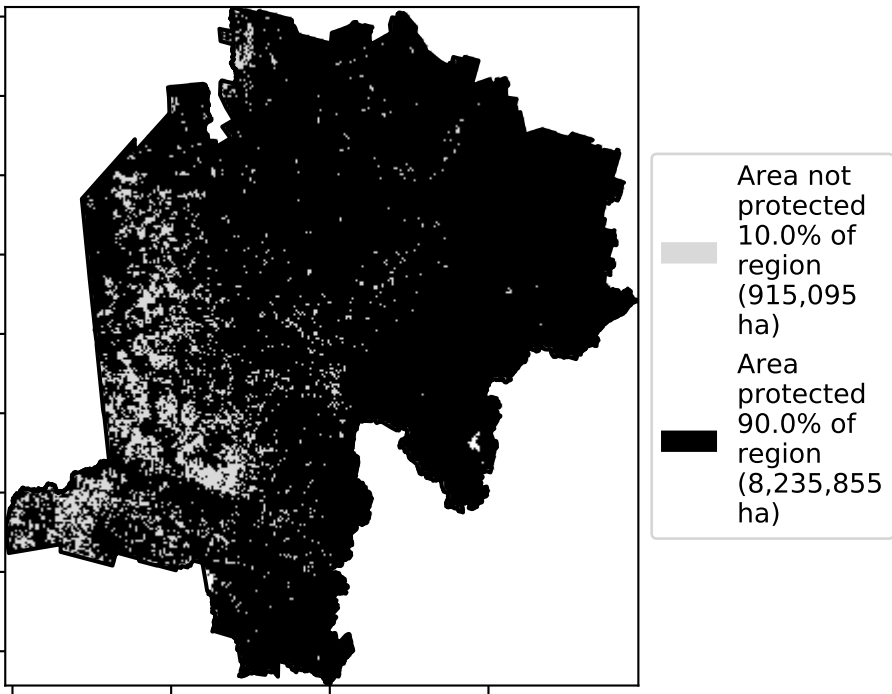 Area not
protected
10.0% of
region
(915,095
ha)
Area
protected
90.0% of
region
(8,235,855
ha)